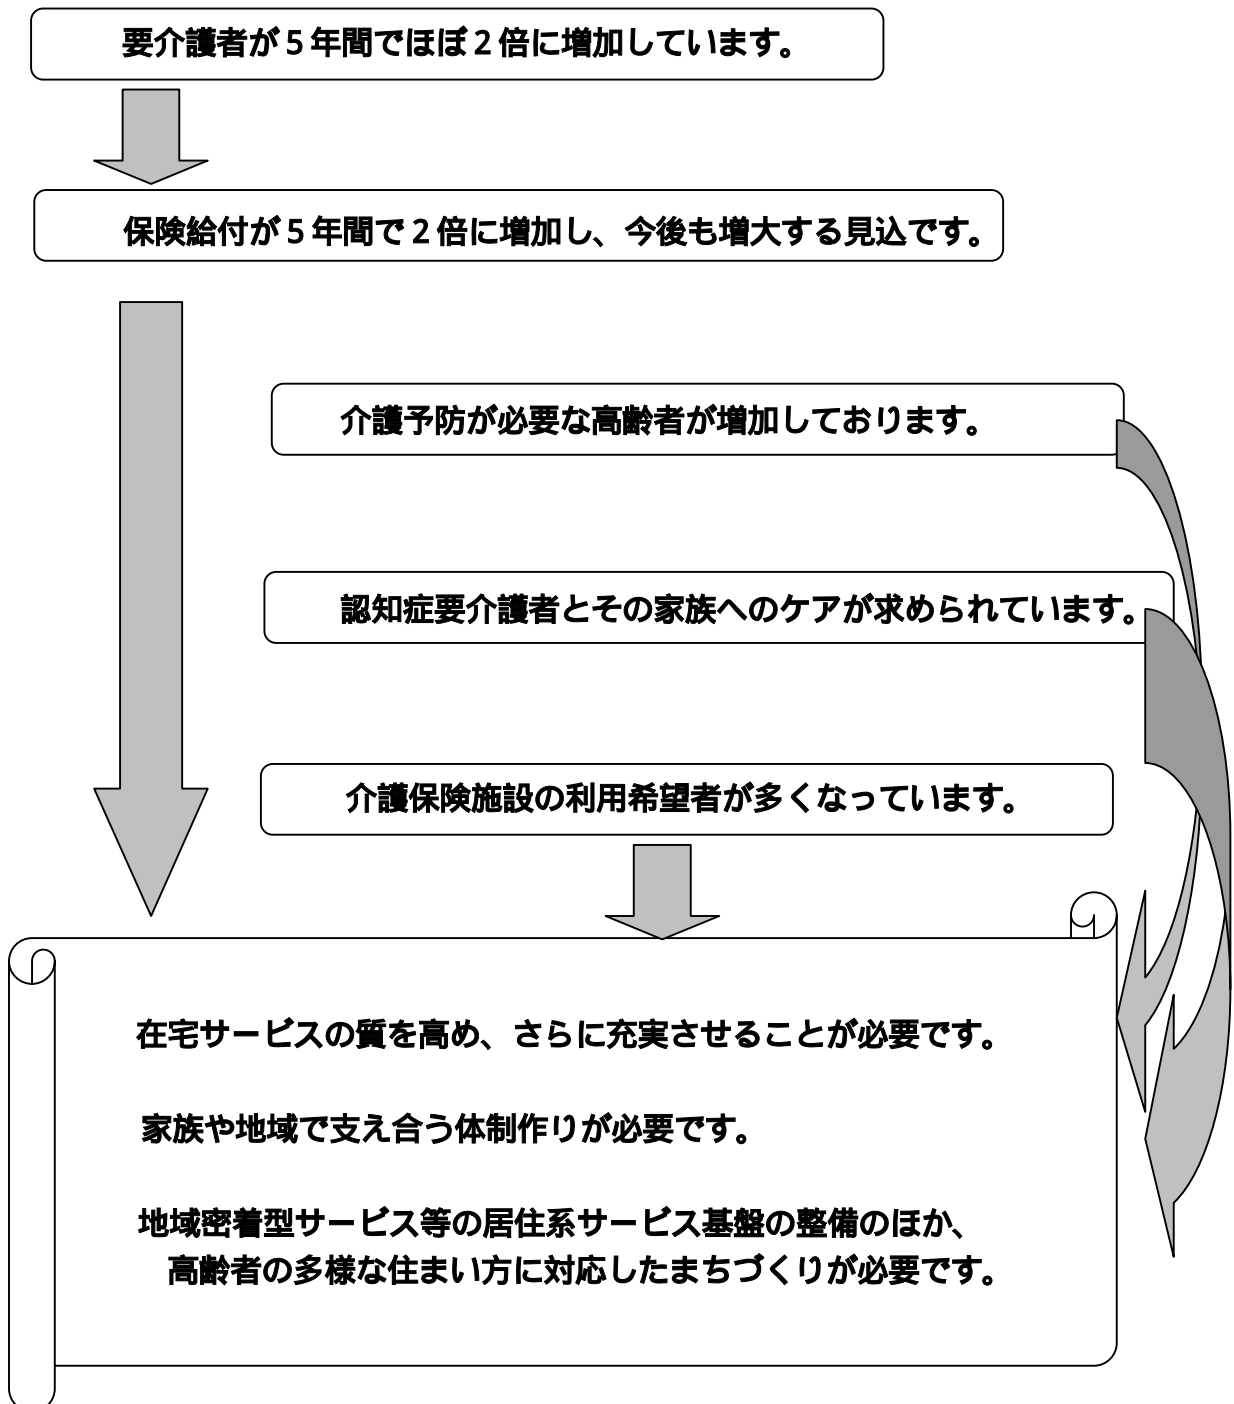 要介護者が５年間でほぼ２倍に増加しています。
保険給付が５年間で２倍に増加し、今後も増大する見込です。
介護予防が必要な高齢者が増加しております。
認知症要介護者とその家族へのケアが求められています。
介護保険施設の利用希望者が多くなっています。
在宅サービスの質を高め、さらに充実させることが必要です。
家族や地域で支え合う体制作りが必要です。
地域密着型サービス等の居住系サービス基盤の整備のほか、
高齢者の多様な住まい方に対応したまちづくりが必要です。